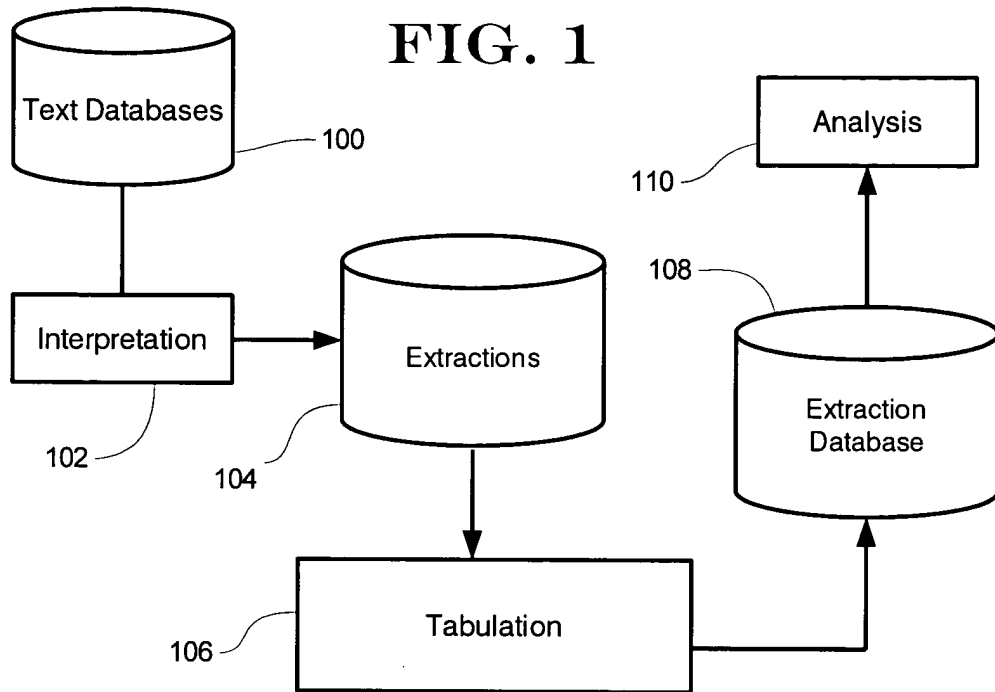 FIG. 1
Text Databases
100
Interpretation
102
Extractions
104
Tabulation
106
Extraction
Database
108
Analysis
110